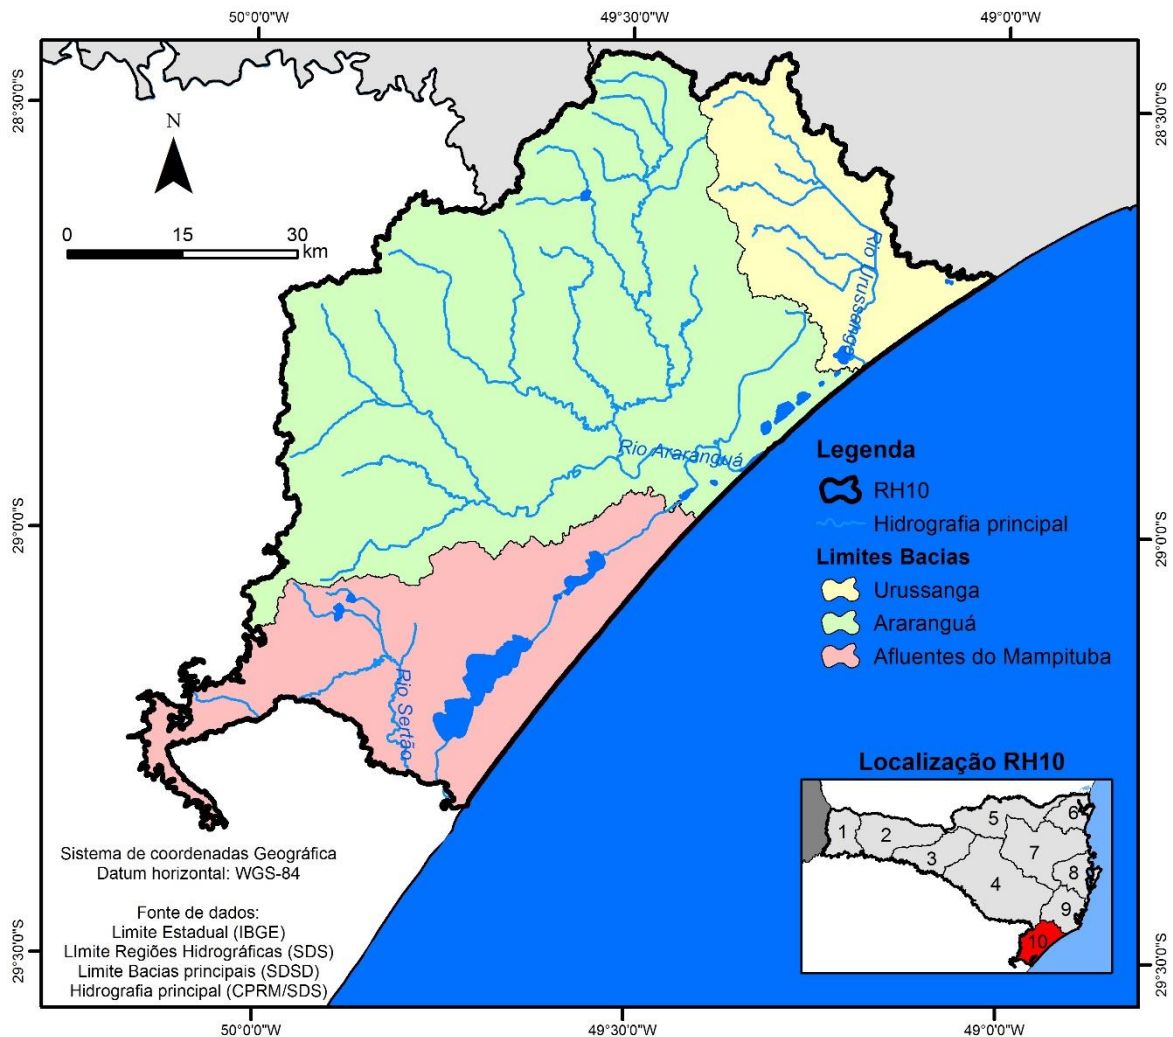 50°0'0"W
49°30'0"W
49°0'0"W
28°30'0"S
28°30'0"S
N
0
15
30
km
Rio Urussanga
Rio Araranguá
Legenda
RH10
Hidrografia principal
29°0'0"S
29°0'0"S
Limites Bacias
Urussanga
Araranguá
Afluentes do Mampituba
Rio Sertão
Localização RH10
1
2
3
4
5
6
7
8
9
10
Sistema de coordenadas Geográfica
Datum horizontal: WGS-84
Fonte de dados:
Limite Estadual (IBGE)
LImite Regiões Hidrográficas (SDS)
Limite Bacias principais (SDSD)
Hidrografia principal (CPRM/SDS)
29°30'0"S
29°30'0"S
50°0'0"W
49°30'0"W
49°0'0"W